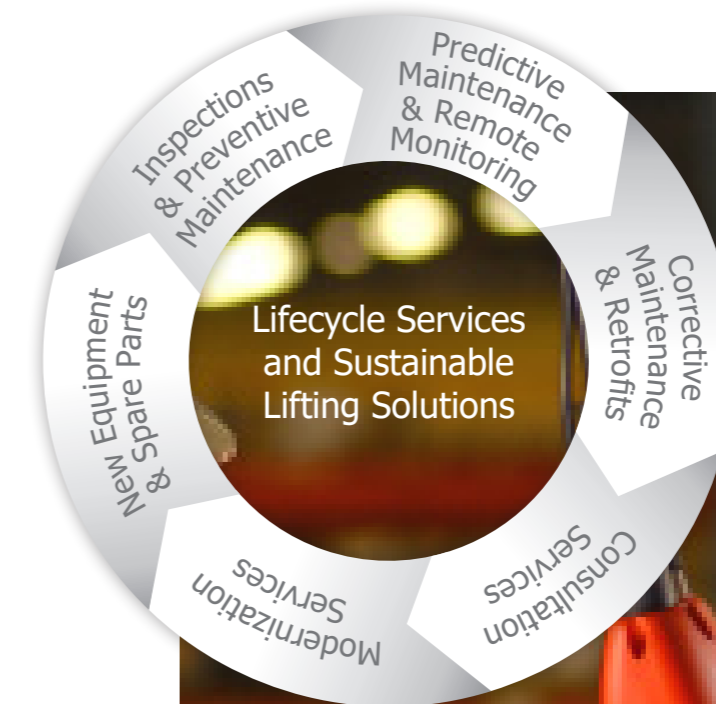 Inspections
& Preventive
Maintenance
Predictive
Maintenance
& Remote
Monitoring
Corrective
Maintenance
& Retrofits
Consultation
Services
Modernization
Services
New Equipment
& Spare Parts
Lifecycle Services
and Sustainable
Lifting Solutions